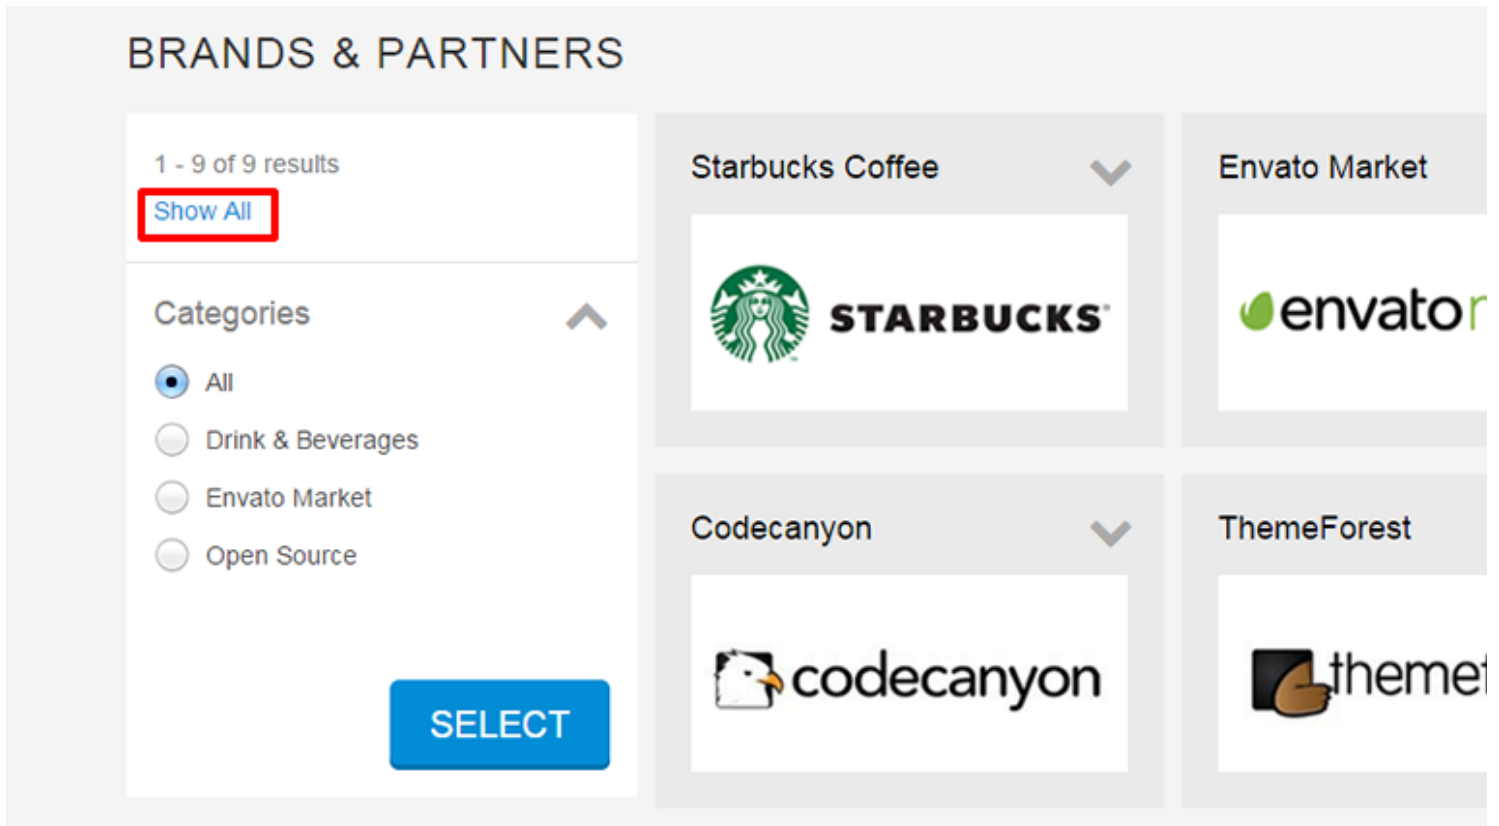 BRANDS & PARTNERS
1 - 9 of 9 results
Show All
Categories
All
Drink & Beverages
Envato Market
Open Source
SELECT
Starbucks Coffee
STARBUCKS
Envato Market
envato
Codecanyon
codecanyon
ThemeForest
themef